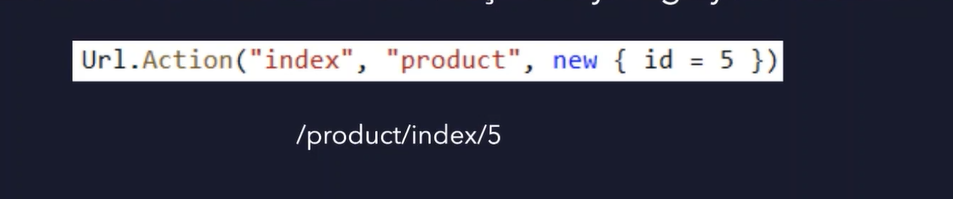 Url.Action("index", "product", new { id = 5 })
/product/index/5